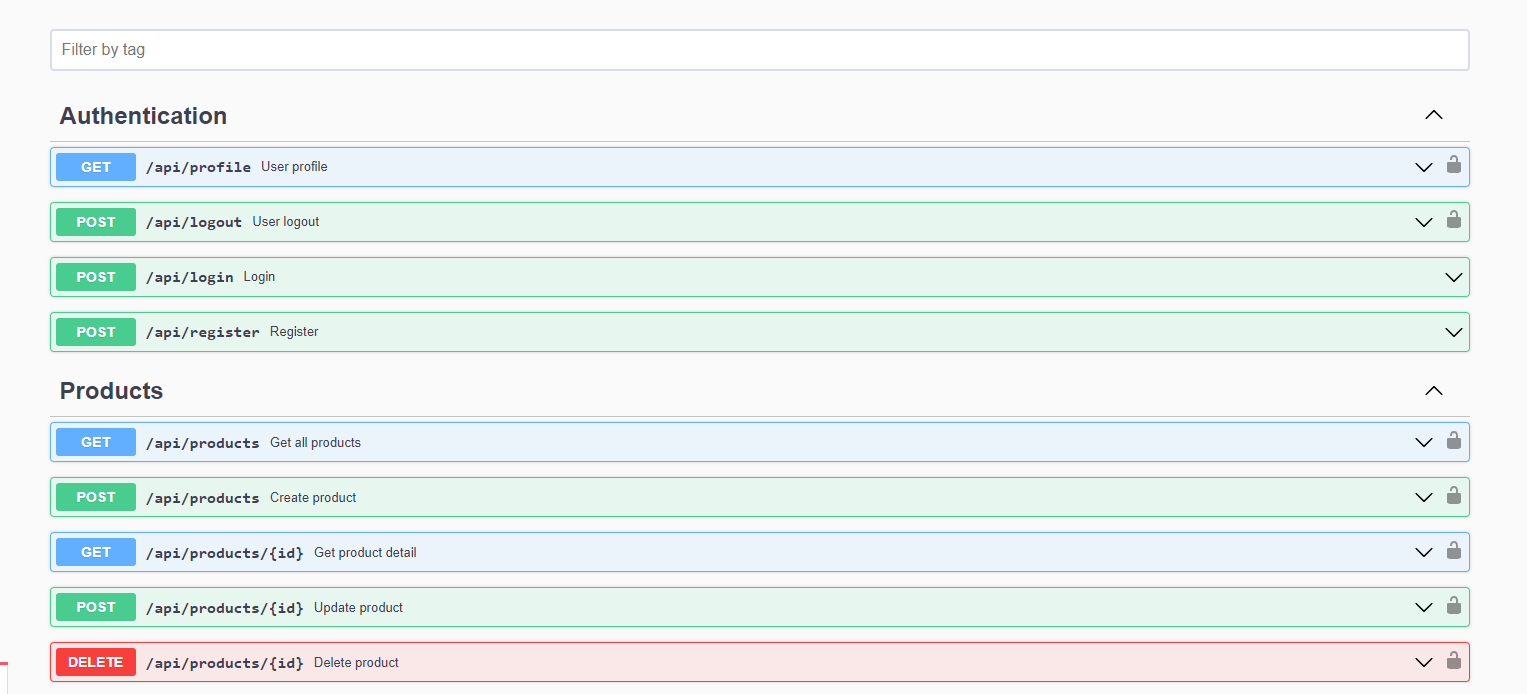 Filter by tag
Authentication
GET /api/profile User profile
POST /api/logout User logout
POST /api/login Login
POST /api/register Register
Products
GET /api/products Get all products
POST /api/products Create product
GET /api/products/{id} Get product detail
POST /api/products/{id} Update product
DELETE /api/products/{id} Delete product